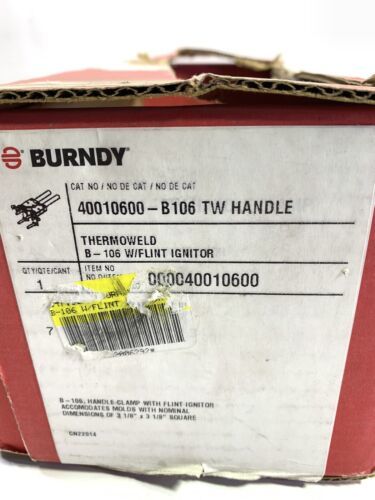 BURNDY
CAT NO / NO DE CAT / NO DE CAT
40010600-B106 TW HANDLE
THERMOWELD
B- 106 W/FLINT IGNITOR
QTY/QTE/CANT
1
ITEM NO
000040010600
B-106 W/FLINT
7
B-106, HANDLE-CLAMP WITH FLINT IGNITOR
ACCOMODATES MOLDS WITH NOMINAL
DIMENSIONS OF 3 1/8" x 3 1/8" SQUARE
CN22014